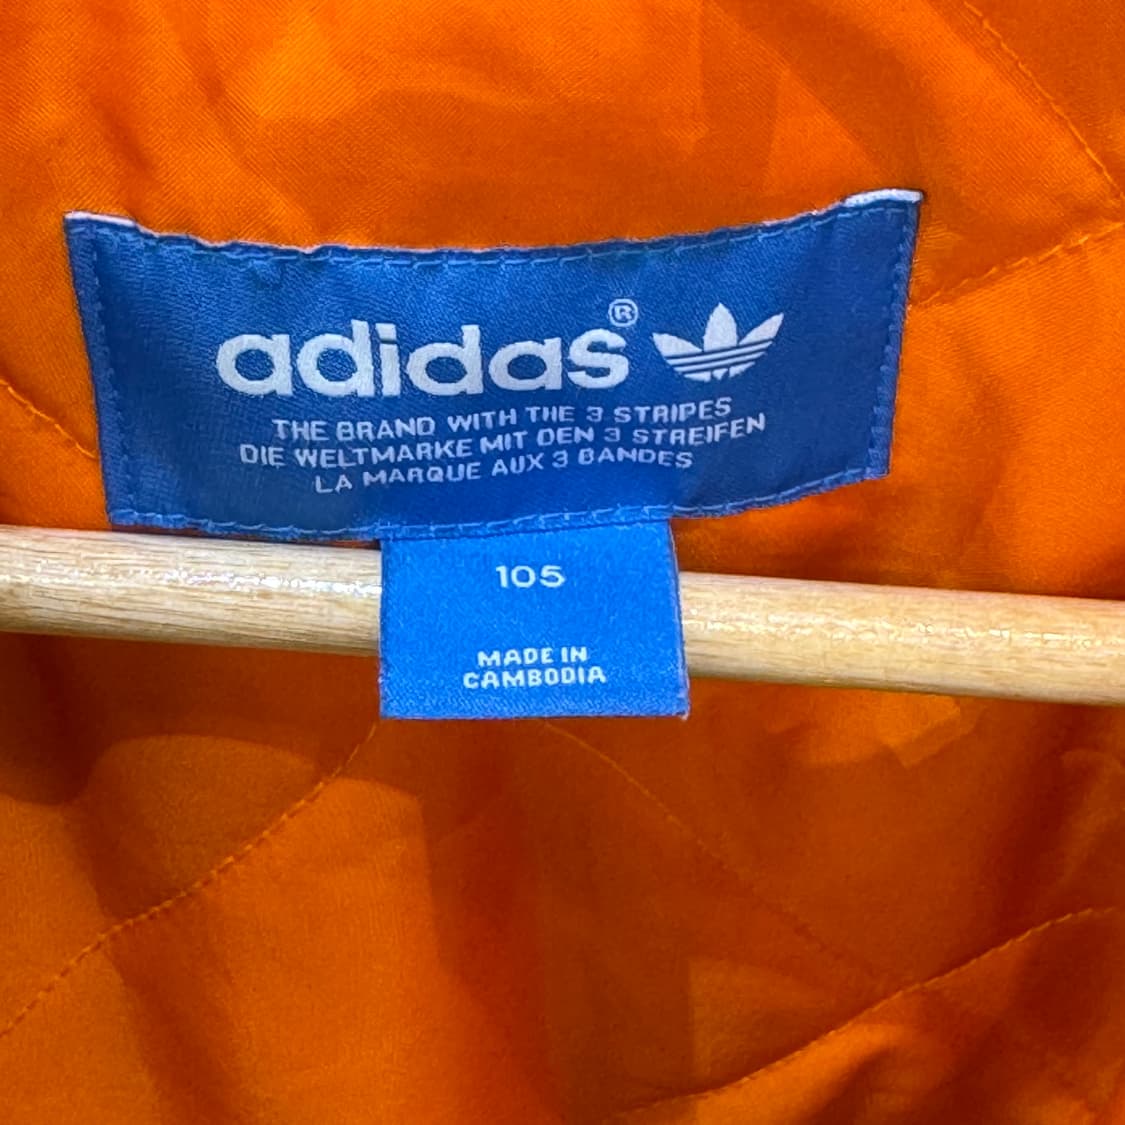 adidas®
THE BRAND WITH THE 3 STRIPES
DIE WELTMARKE MIT DEN 3 STREIFEN
LA MARQUE AUX 3 BANDES
105
MADE IN
CAMBODIA